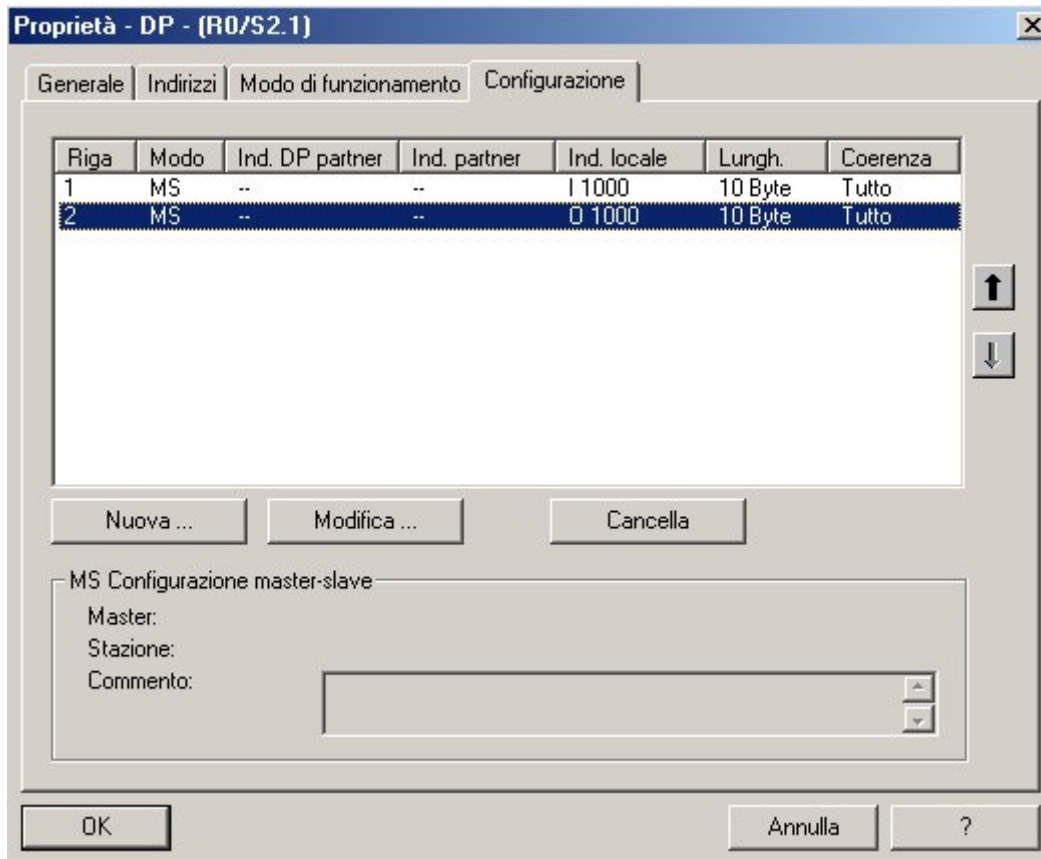 Proprietà - DP - (R0/S2.1)
Generale Indirizzi Modo di funzionamento Configurazione
Riga Modo Ind. DP partner Ind. partner Ind. locale Lungh. Coerenza
1 MS -- -- I 1000 10 Byte Tutto
2 MS -- -- O 1000 10 Byte Tutto
Nuova ... Modifica ... Cancella
MS Configurazione master-slave
Master:
Stazione:
Commento:
OK Annulla ?